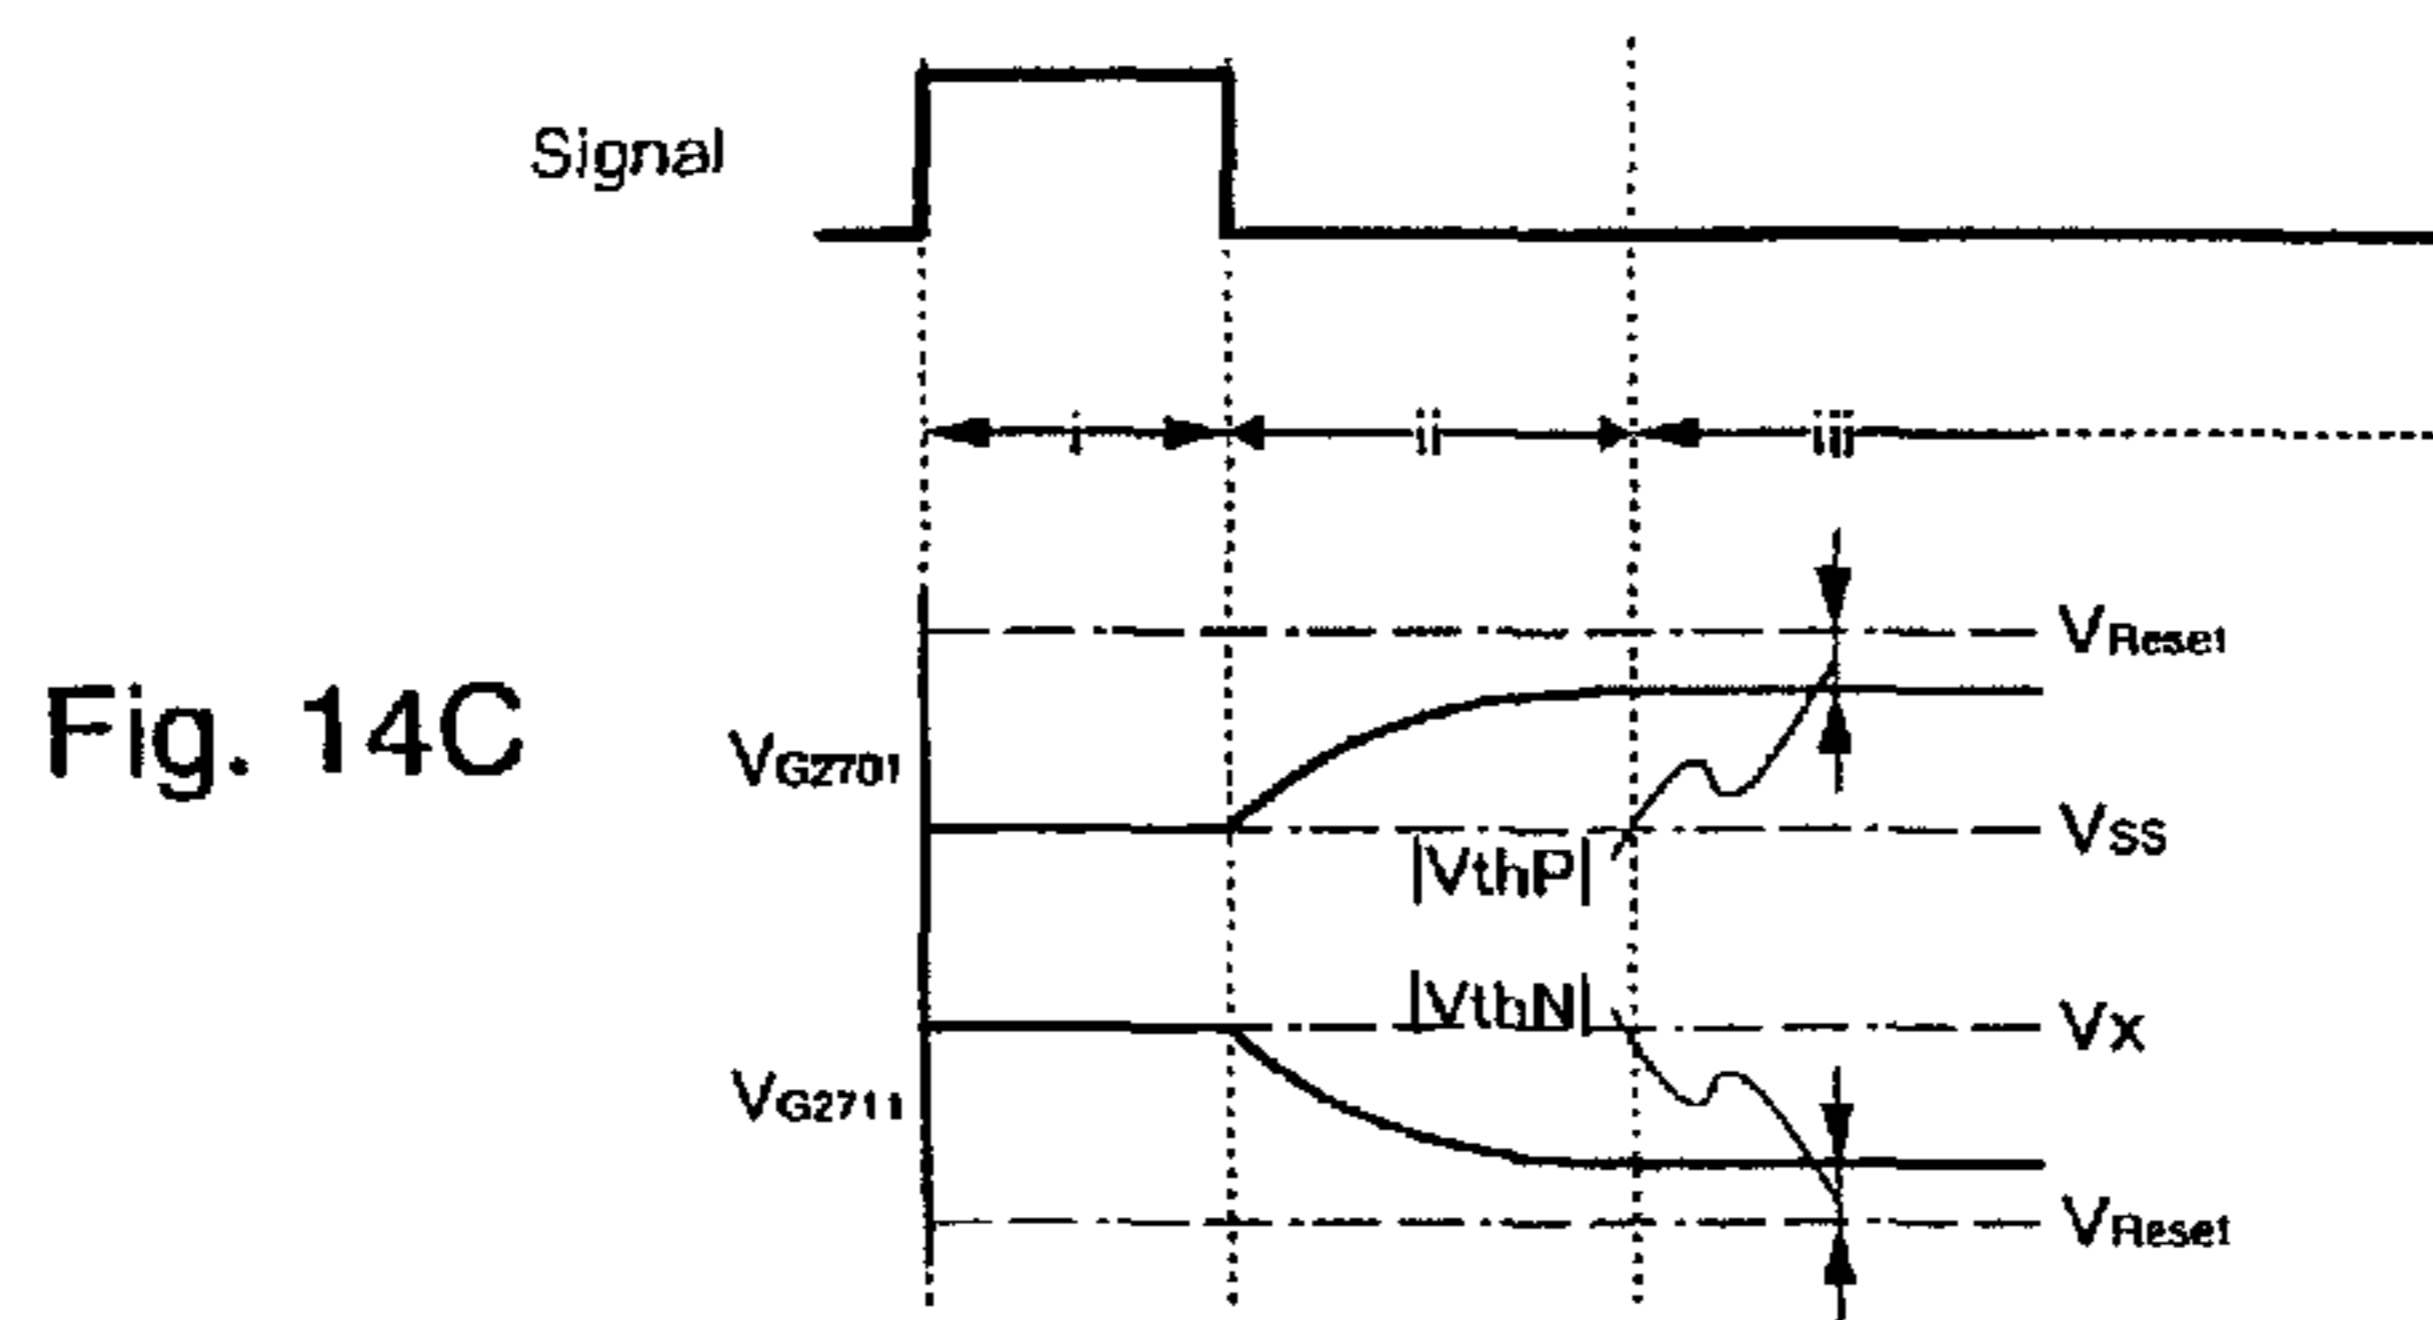 Signal
i
ii
iii
VReset
Fig. 14C
VG2701
VSS
|VthP|
|VthN|
Vx
VG2711
VReset